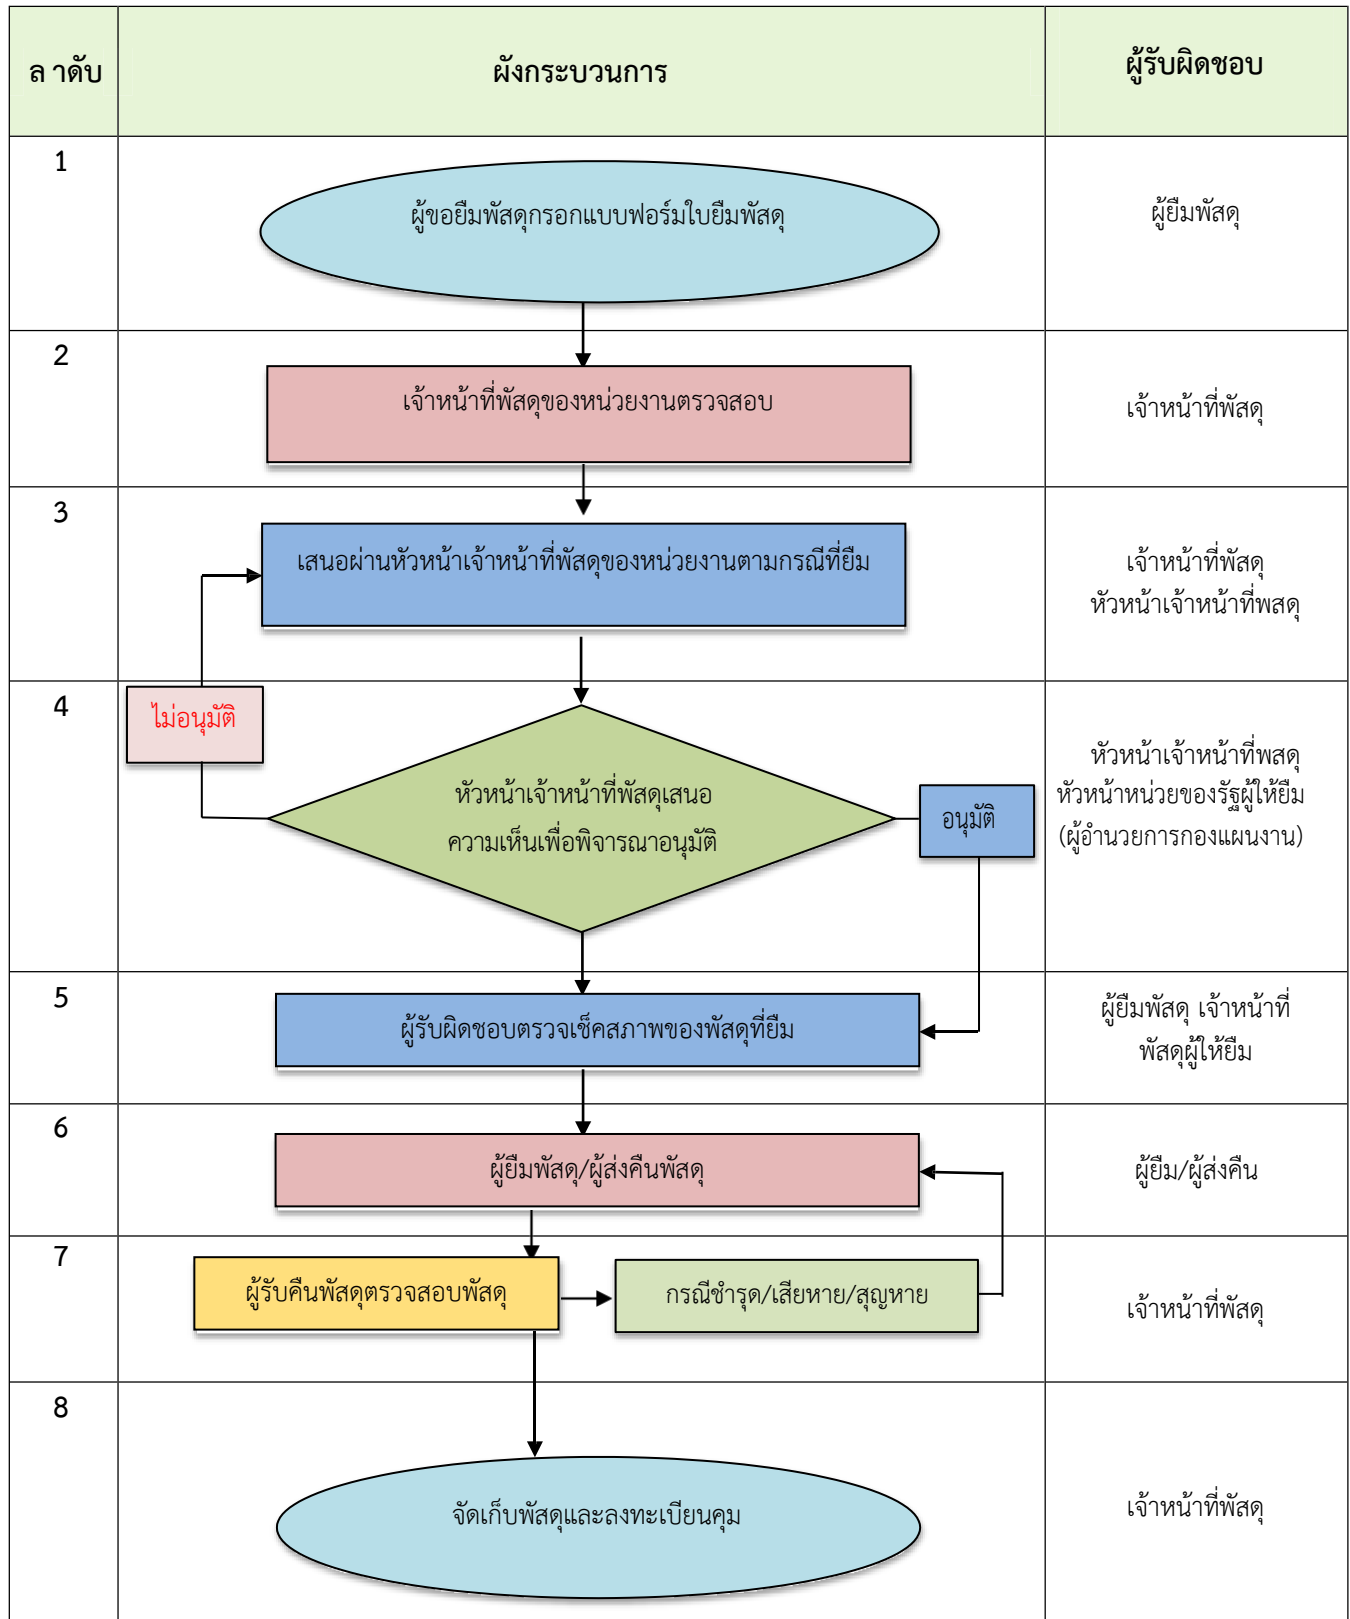 ล าดับ
ผังกระบวนการ
ผู้รับผิดชอบ
1
ผู้ขอยืมพัสดุกรอกแบบฟอร์มใบยืมพัสดุ
ผู้ยืมพัสดุ
2
เจ้าหน้าที่พัสดุของหน่วยงานตรวจสอบ
เจ้าหน้าที่พัสดุ
3
เสนอผ่านหัวหน้าเจ้าหน้าที่พัสดุของหน่วยงานตามกรณีที่ยืม
เจ้าหน้าที่พัสดุ
หัวหน้าเจ้าหน้าที่พสดุ
4
ไม่อนุมัติ
หัวหน้าเจ้าหน้าที่พัสดุเสนอ
ความเห็นเพื่อพิจารณาอนุมัติ
อนุมัติ
หัวหน้าเจ้าหน้าที่พสดุ
หัวหน้าหน่วยของรัฐผู้ให้ยืม
(ผู้อำนวยการกองแผนงาน)
5
ผู้รับผิดชอบตรวจเช็คสภาพของพัสดุที่ยืม
ผู้ยืมพัสดุ เจ้าหน้าที่
พัสดุผู้ให้ยืม
6
ผู้ยืมพัสดุ/ผู้ส่งคืนพัสดุ
ผู้ยืม/ผู้ส่งคืน
7
ผู้รับคืนพัสดุตรวจสอบพัสดุ
กรณีชำรุด/เสียหาย/สุญหาย
เจ้าหน้าที่พัสดุ
8
จัดเก็บพัสดุและลงทะเบียนคุม
เจ้าหน้าที่พัสดุ